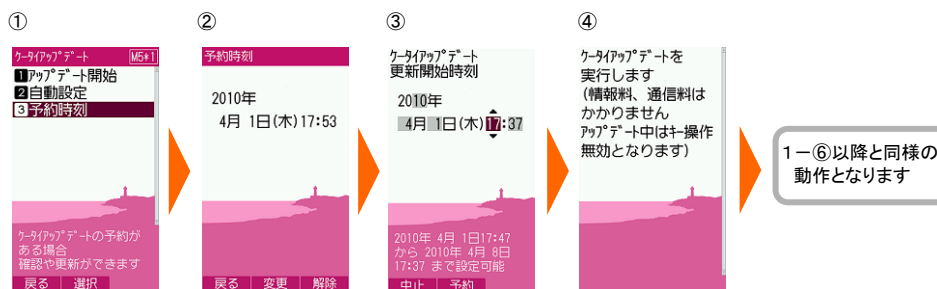 ①
ｹｰﾀｲｱｯﾌﾟﾃﾞｰﾄ M5*1
1ｱｯﾌﾟﾃﾞｰﾄ開始
2自動設定
3予約時刻
ｹｰﾀｲｱｯﾌﾟﾃﾞｰﾄの予約が
ある場合
確認や更新ができます
戻る 選択
②
予約時刻
2010年
4月 1日(木)17:53
戻る 変更 解除
③
ｹｰﾀｲｱｯﾌﾟﾃﾞｰﾄ
更新開始時刻
2010年
4月 1日(木)17:37
2010年 4月 1日17:47
から 2010年 4月 8日
17:37 まで設定可能
中止 予約
④
ｹｰﾀｲｱｯﾌﾟﾃﾞｰﾄを
実行します
(情報料、通信料は
かかりません
ｱｯﾌﾟﾃﾞｰﾄ中はｷｰ操作
無効となります)
1－⑥以降と同様の
動作となります